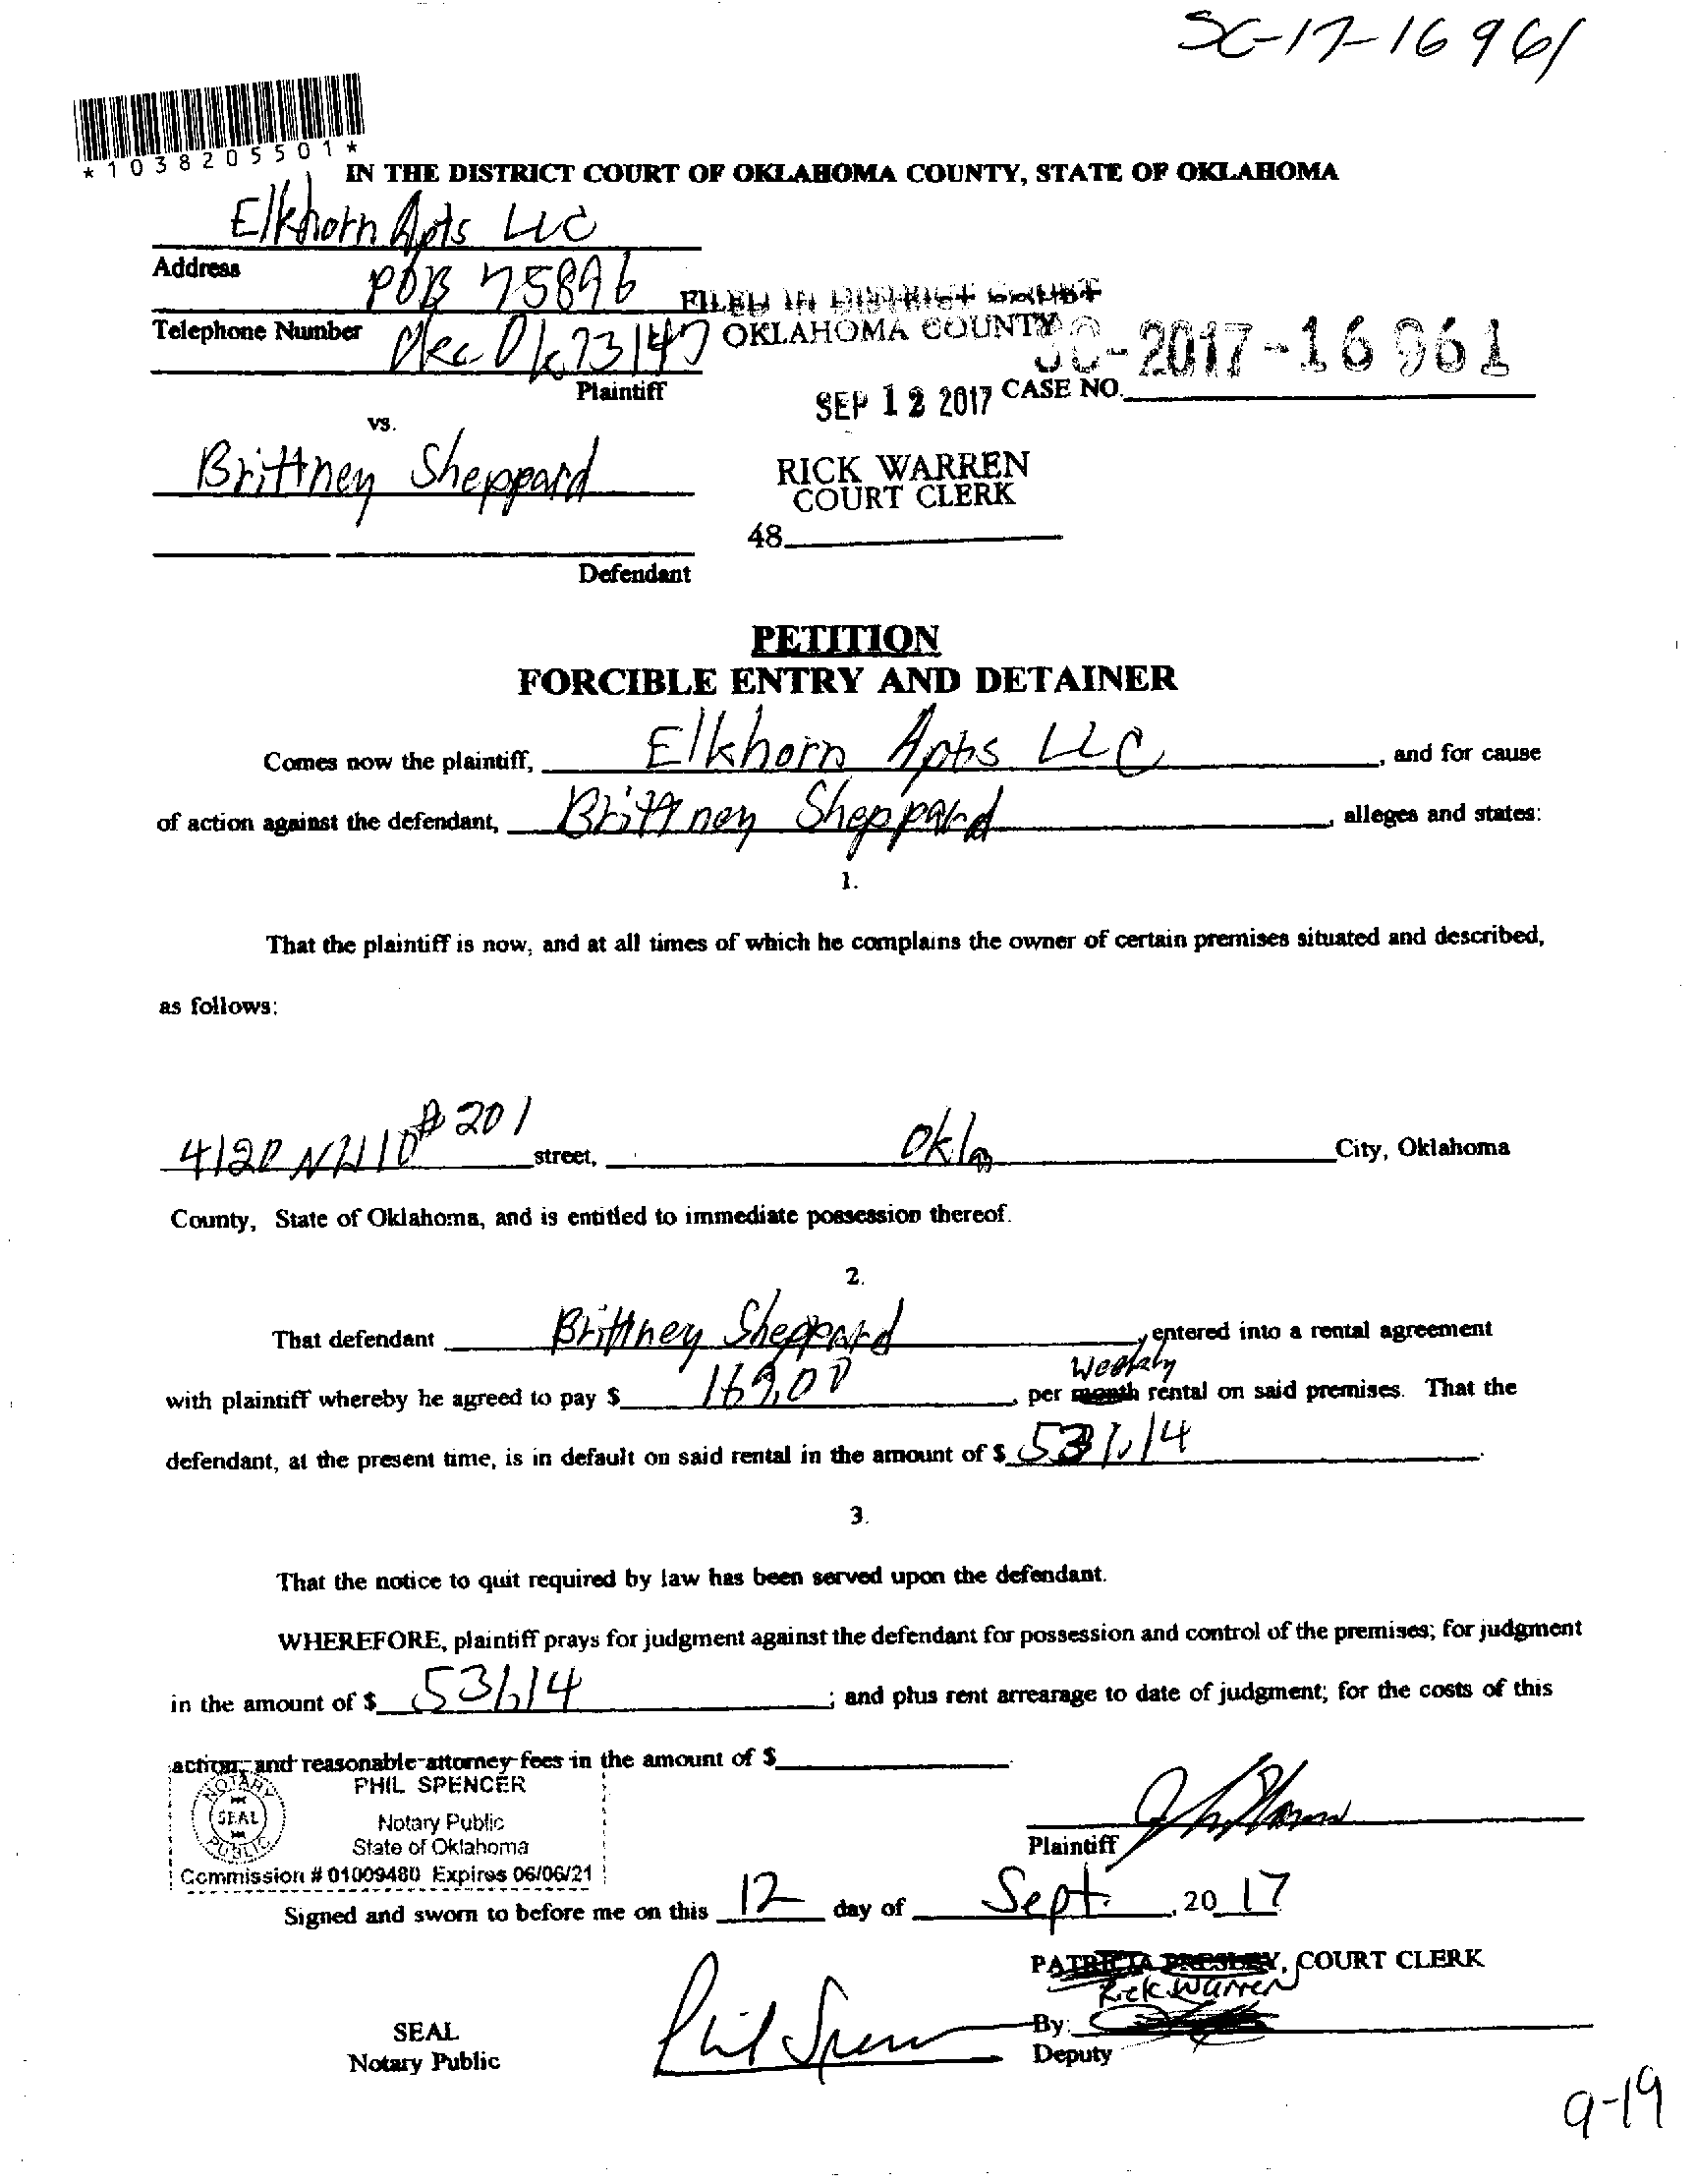 SC-17-16961
*1038205501*
IN THE DISTRICT COURT OF OKLAHOMA COUNTY, STATE OF OKLAHOMA
Elkhorn Apts LLC
Address
POB 75896
FILED IN DISTRICT COURT
Telephone Number
Okc Ok 73147
OKLAHOMA COUNTY
SC-2017-16961
Plaintiff
SEP 12 2017
CASE NO.
vs.
Brittney Sheppard
RICK WARREN
COURT CLERK
48
Defendant
PETITION
FORCIBLE ENTRY AND DETAINER
Comes now the plaintiff, Elkhorn Apts LLC, and for cause
of action against the defendant, Brittney Sheppard, alleges and states:
1.
That the plaintiff is now, and at all times of which he complains the owner of certain premises situated and described,
as follows:
4120 NW 10 #201 street, Okla City, Oklahoma
County, State of Oklahoma, and is entitled to immediate possession thereof.
2.
That defendant Brittney Sheppard, entered into a rental agreement
Weekly
with plaintiff whereby he agreed to pay $ 169.00, per month rental on said premises. That the
defendant, at the present time, is in default on said rental in the amount of $ 531.14.
3.
That the notice to quit required by law has been served upon the defendant.
WHEREFORE, plaintiff prays for judgment against the defendant for possession and control of the premises; for judgment
in the amount of $ 531.14; and plus rent arrearage to date of judgment; for the costs of this
action, and reasonable attorney fees in the amount of $
NOTARY PUBLIC SEAL
PHIL SPENCER
Notary Public
State of Oklahoma
Commission # 01009480 Expires 06/06/21
Plaintiff
Signed and sworn to before me on this 12 day of Sept., 20 17
PATRICIA PRESLEY, COURT CLERK
Rick Warren
Phil Spencer
By:
SEAL
Deputy
Notary Public
9-19